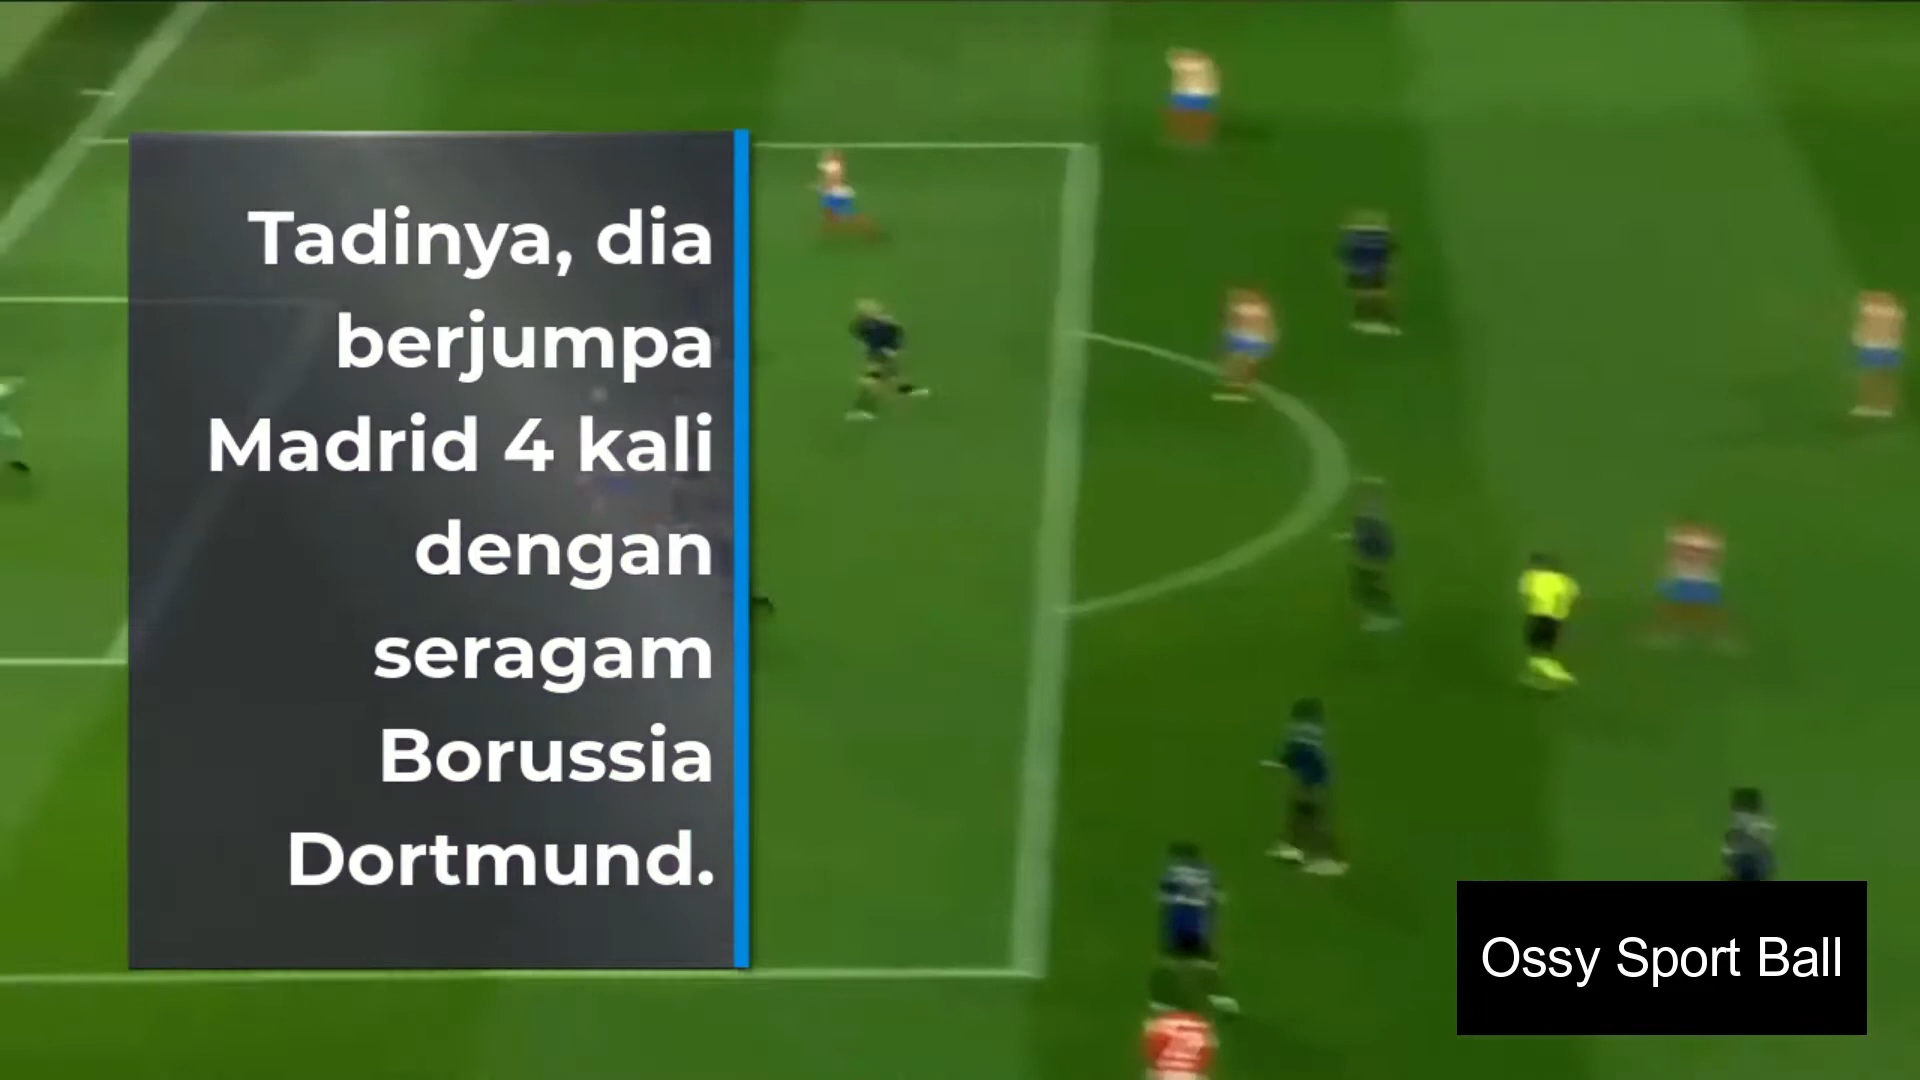 Tadinya, dia
berjumpa
Madrid 4 kali
dengan
seragam
Borussia
Dortmund.
Ossy Sport Ball